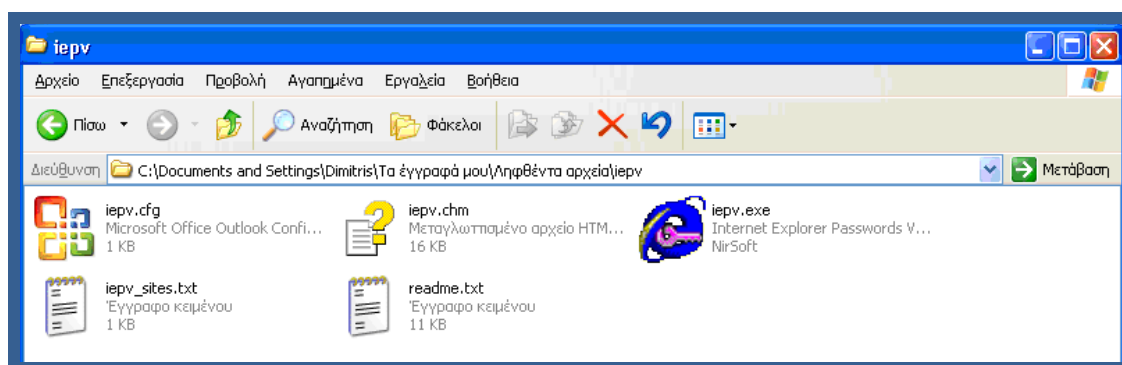 iepv
Αρχείο Επεξεργασία Προβολή Αγαπημένα Εργαλεία Βοήθεια
Πίσω Αναζήτηση Φάκελοι
Διεύθυνση C:\Documents and Settings\Dimitris\Τα έγγραφά μου\Ληφθέντα αρχεία\iepv Μετάβαση
iepv.cfg
Microsoft Office Outlook Confi...
1 KB
iepv.chm
Μεταγλωττισμένο αρχείο HTM...
16 KB
iepv.exe
Internet Explorer Passwords V...
NirSoft
iepv_sites.txt
Έγγραφο κειμένου
1 KB
readme.txt
Έγγραφο κειμένου
11 KB